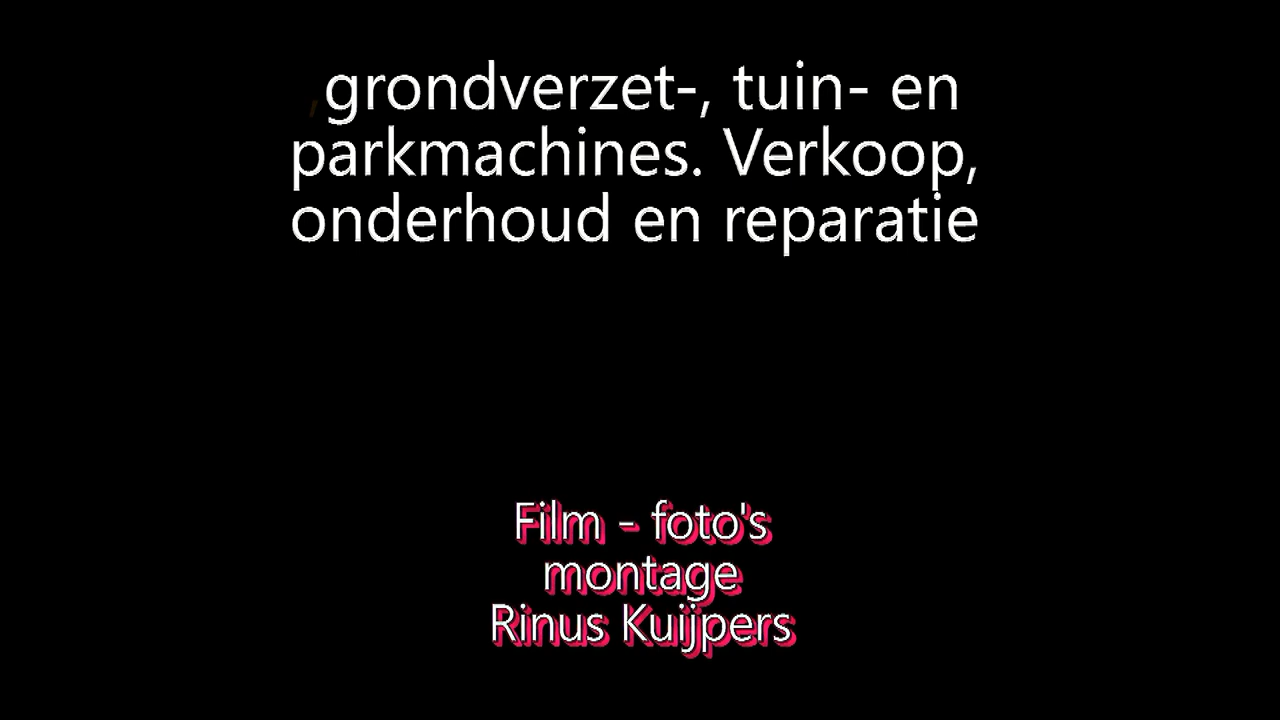 ,grondverzet-, tuin- en
parkmachines. Verkoop,
onderhoud en reparatie
Film - foto's
montage
Rinus Kuijpers